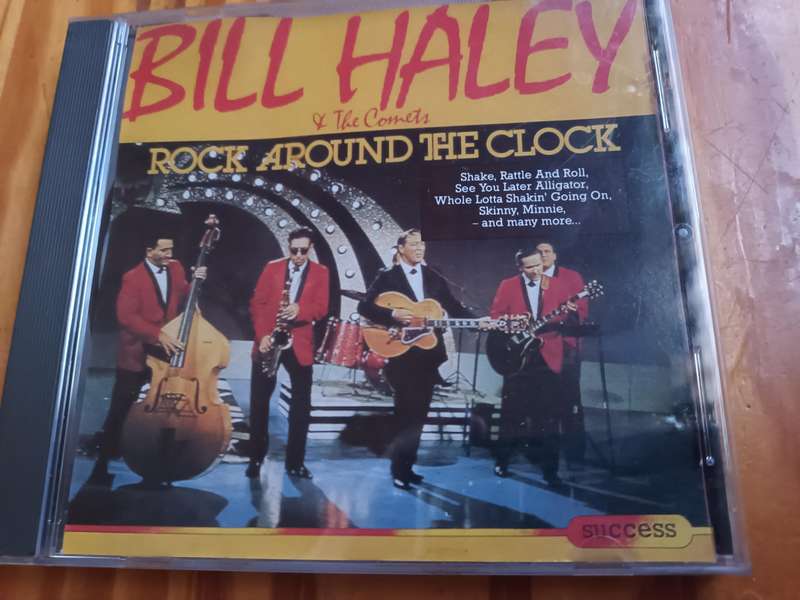 BILL HALEY
& The Comets
ROCK AROUND THE CLOCK
Shake, Rattle And Roll,
See You Later Alligator,
Whole Lotta Shakin' Going On,
Skinny, Minnie,
– and many more...
success